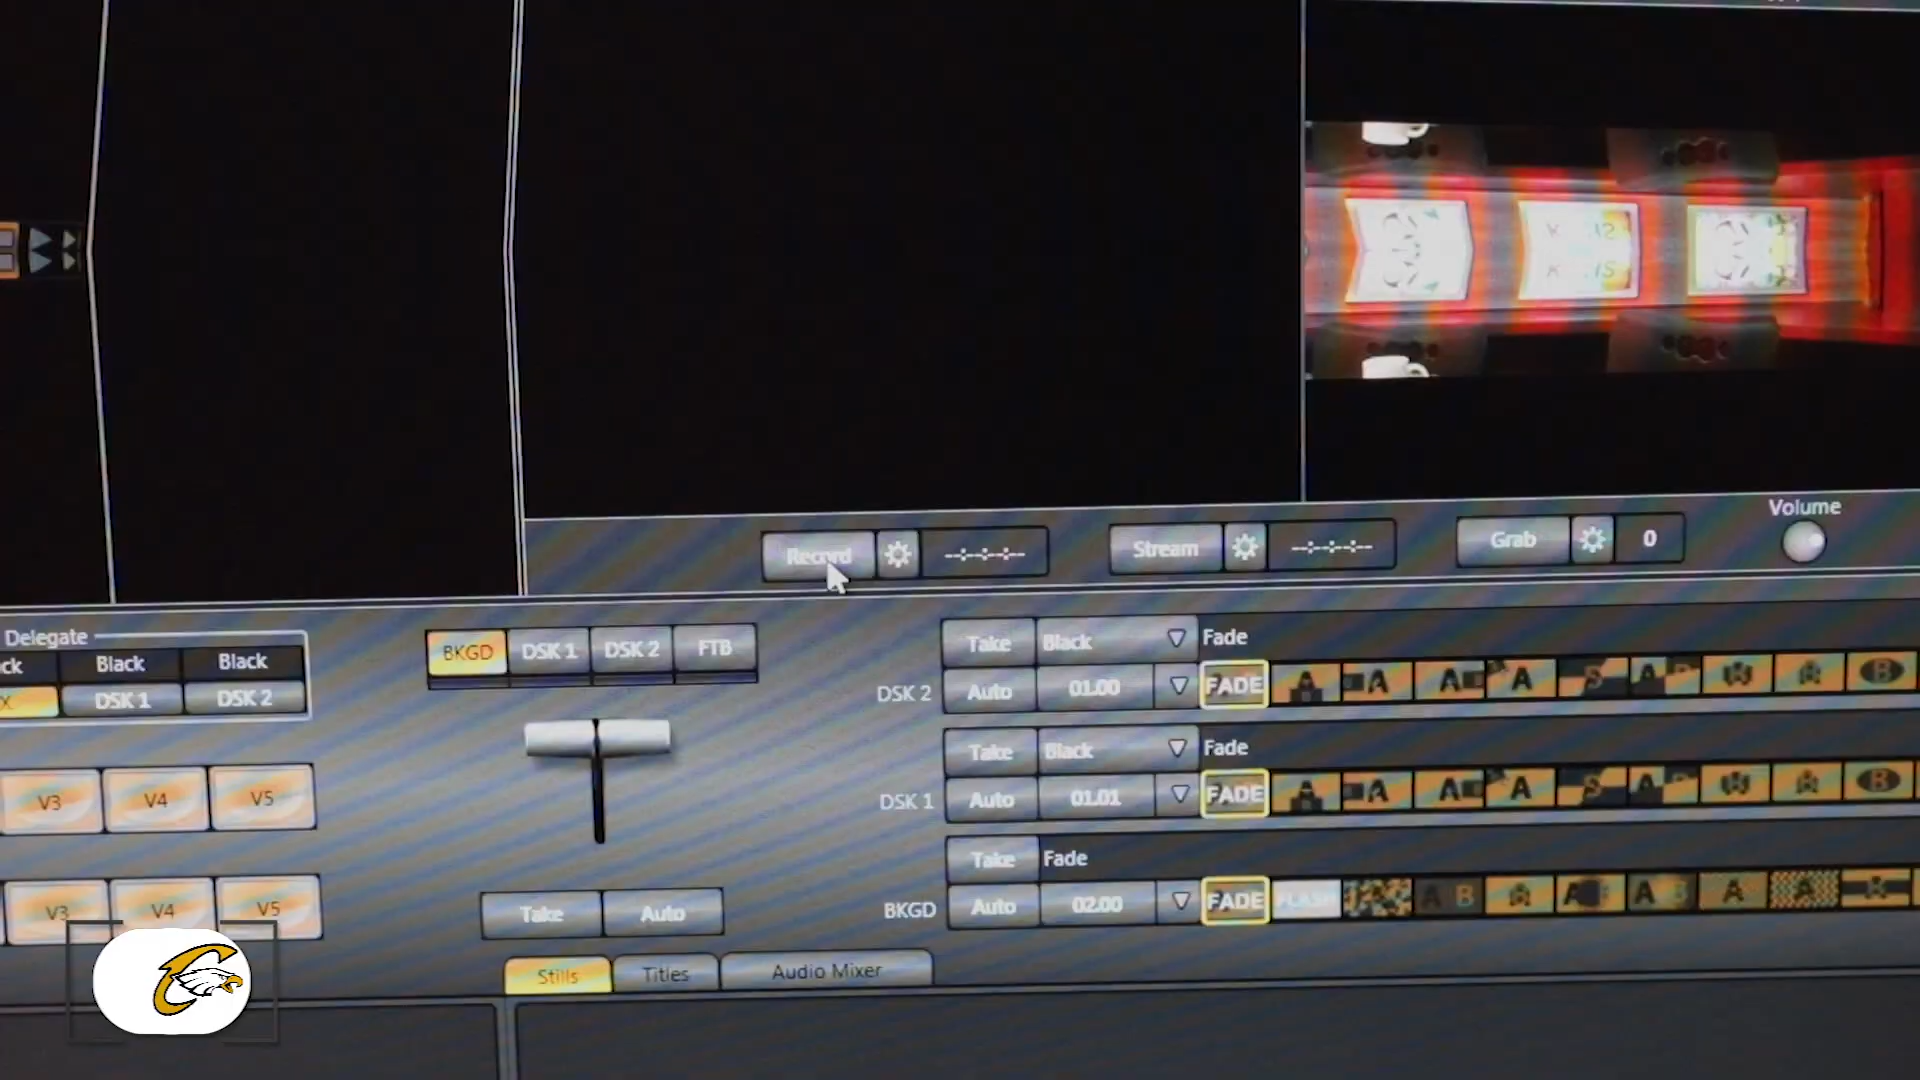 Volume
Record --:--:--:-- Stream --:--:--:-- Grab 0
Delegate
ck Black Black
X DSK 1 DSK 2
BKGD DSK 1 DSK 2 FTB
Take Black Fade
DSK 2 Auto 01.00 FADE
Take Black Fade
DSK 1 Auto 01.01 FADE
Take Fade
BKGD Auto 02.00 FADE FLASH
V3 V4 V5
V3 V4 V5
Take Auto
Stills Titles Audio Mixer
C